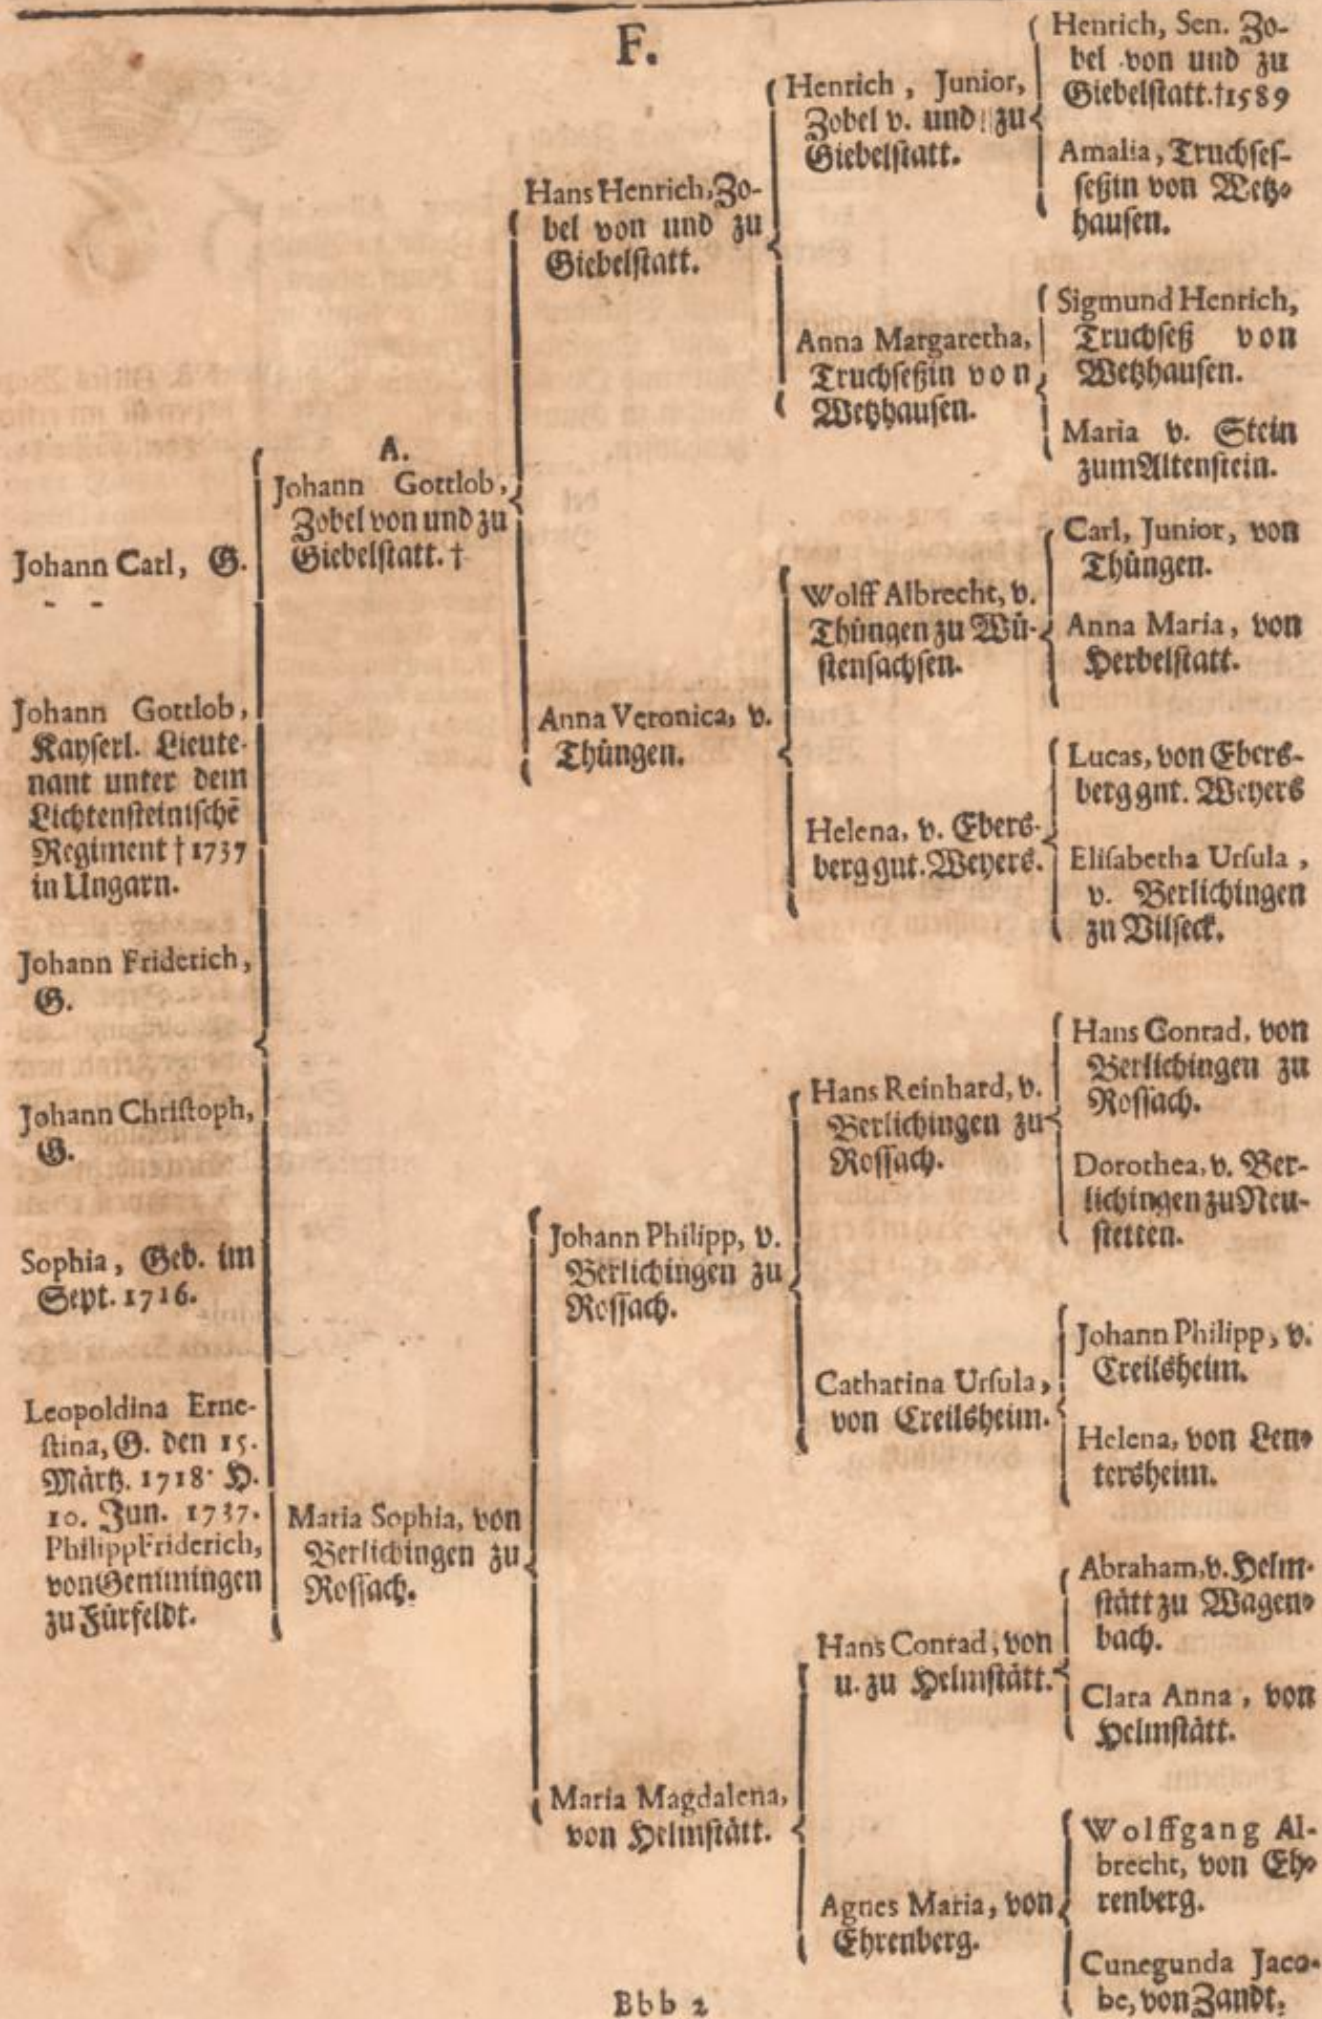 F.
Johann Carl, G.
- -
Johann Gottlob,
Kayserl. Lieute-
nant unter dem
Lichtensteinischē
Regiment † 1737
in Ungarn.
Johann Friderich,
G.
Johann Christoph,
G.
Sophia, Geb. im
Sept. 1716.
Leopoldina Erne-
stina, G. den 15.
Märtz. 1718. H.
10. Jun. 1737.
Philipp Friderich,
von Gemmingen
zu Fürfeldt.
A.
Johann Gottlob,
Zobel von und zu
Giebelstatt. †
Maria Sophia, von
Berlichingen zu
Rossach.
Hans Henrich, Zo-
bel von und zu
Giebelstatt.
Anna Veronica, v.
Thüngen.
Johann Philipp, v.
Berlichingen zu
Rossach.
Maria Magdalena,
von Helmstätt.
Henrich, Junior,
Zobel v. und zu
Giebelstatt.
Anna Margaretha,
Truchseßin von
Wetzhausen.
Wolff Albrecht, v.
Thüngen zu Wü-
stensachsen.
Helena, v. Ebers-
berg gnt. Weyers.
Hans Reinhard, v.
Berlichingen zu
Rossach.
Catharina Ursula,
von Creilsheim.
Hans Conrad, von
u. zu Helmstätt.
Agnes Maria, von
Ehrenberg.
Henrich, Sen. Zo-
bel von und zu
Giebelstatt. †1589
Amalia, Truchses-
seßin von Wetz-
hausen.
Sigmund Henrich,
Truchseß von
Wetzhausen.
Maria v. Stein
zum Altenstein.
Carl, Junior, von
Thüngen.
Anna Maria, von
Herbelstatt.
Lucas, von Ebers-
berg gnt. Weyers
Elisabetha Ursula,
v. Berlichingen
zu Vilseck.
Hans Conrad, von
Berlichingen zu
Rossach.
Dorothea, v. Ber-
lichingen zu Neu-
stetten.
Johann Philipp, v.
Creilsheim.
Helena, von Len-
tersheim.
Abraham, v. Helm-
stätt zu Wagen-
bach.
Clara Anna, von
Helmstätt.
Wolffgang Al-
brecht, von Eh-
renberg.
Cunegunda Jaco-
be, von Zandt.
Bbb 2